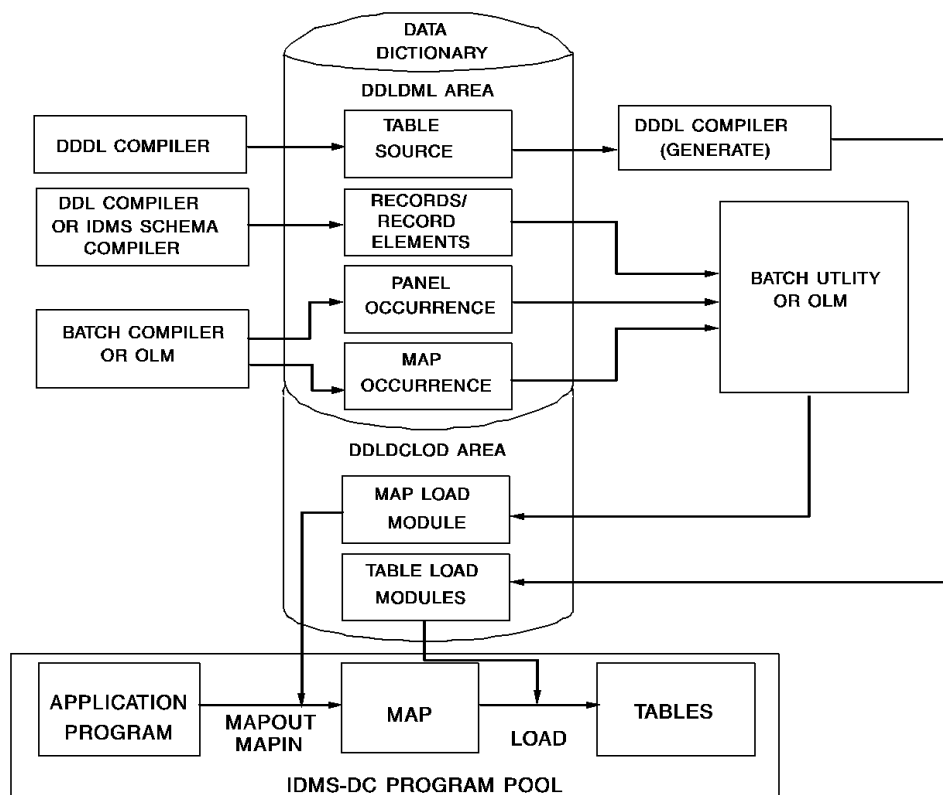 DATA
DICTIONARY
DDLDML AREA
DDDL COMPILER
TABLE
SOURCE
DDDL COMPILER
(GENERATE)
DDL COMPILER
OR IDMS SCHEMA
COMPILER
RECORDS/
RECORD
ELEMENTS
BATCH UTLITY
OR OLM
PANEL
OCCURRENCE
BATCH COMPILER
OR OLM
MAP
OCCURRENCE
DDLDCLOD AREA
MAP LOAD
MODULE
TABLE LOAD
MODULES
APPLICATION
PROGRAM
MAPOUT
MAPIN
MAP
LOAD
TABLES
IDMS-DC PROGRAM POOL